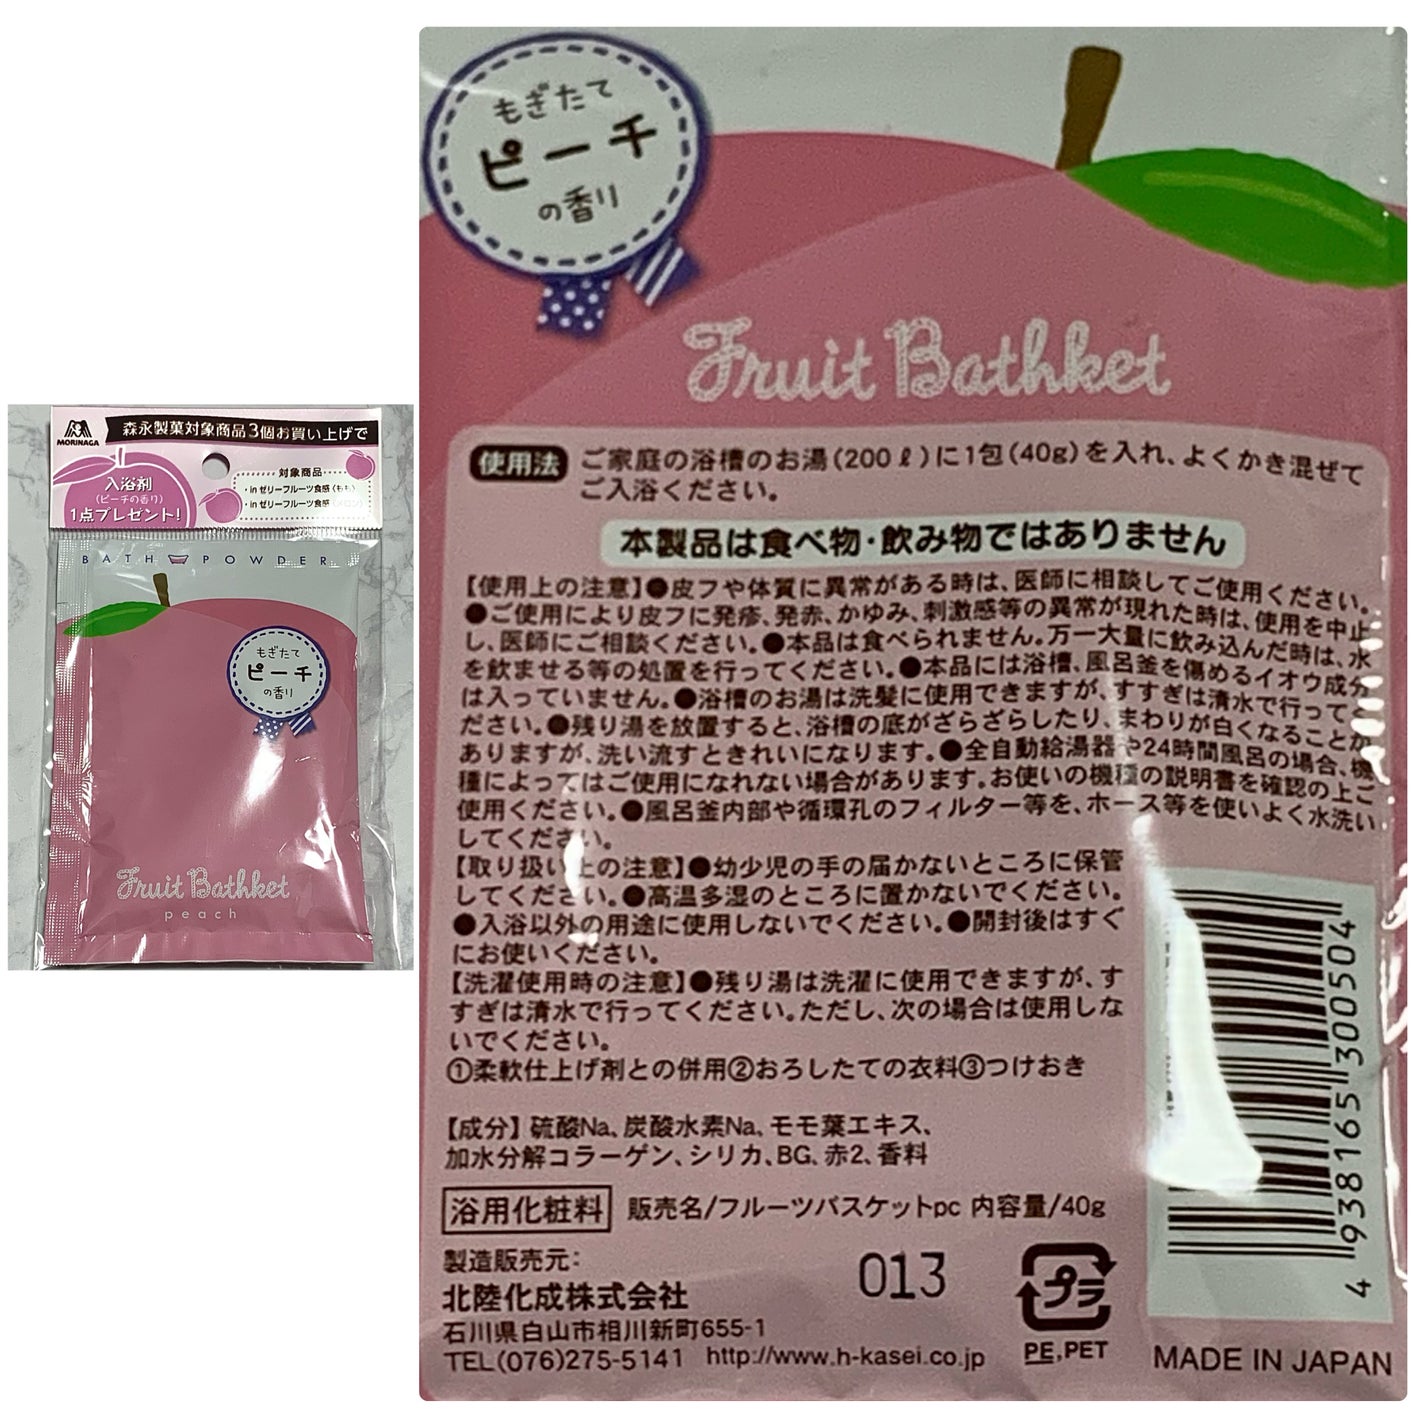 MORINAGA
森永製菓対象商品3個お買い上げで
入浴剤
(ピーチの香り)
1点プレゼント!
対象商品
・inゼリーフルーツ食感〈もも〉
・inゼリーフルーツ食感〈メロン〉
BATH POWDER
もぎたて
ピーチ
の香り
Fruit Bathket
peach
もぎたて
ピーチ
の香り
Fruit Bathket
使用法 ご家庭の浴槽のお湯(200ℓ)に1包(40g)を入れ、よくかき混ぜて
ご入浴ください。
本製品は食べ物・飲み物ではありません
【使用上の注意】●皮フや体質に異常がある時は、医師に相談してご使用ください。
●ご使用により皮フに発疹、発赤、かゆみ、刺激感等の異常が現れた時は、使用を中止
し、医師にご相談ください。●本品は食べられません。万一大量に飲み込んだ時は、水
を飲ませる等の処置を行ってください。●本品には浴槽、風呂釜を傷めるイオウ成分
は入っていません。●浴槽のお湯は洗髪に使用できますが、すすぎは清水で行ってく
ださい。●残り湯を放置すると、浴槽の底がざらざらしたり、まわりが白くなることが
ありますが、洗い流すときれいになります。●全自動給湯器や24時間風呂の場合、機
種によってはご使用になれない場合があります。お使いの機種の説明書を確認の上ご
使用ください。●風呂釜内部や循環孔のフィルター等を、ホース等を使いよく水洗い
してください。
【取り扱い上の注意】●幼少児の手の届かないところに保管
してください。●高温多湿のところに置かないでください。
●入浴以外の用途に使用しないでください。●開封後はすぐ
にお使いください。
【洗濯使用時の注意】●残り湯は洗濯に使用できますが、す
すぎは清水で行ってください。ただし、次の場合は使用しな
いでください。
①柔軟仕上げ剤との併用②おろしたての衣料③つけおき
【成分】硫酸Na、炭酸水素Na、モモ葉エキス、
加水分解コラーゲン、シリカ、BG、赤2、香料
浴用化粧料 販売名/フルーツバスケットpc 内容量/40g
製造販売元:
北陸化成株式会社
石川県白山市相川新町655-1
TEL(076)275-5141 http://www.h-kasei.co.jp
013
プラ
PE,PET
4 938165 300504
MADE IN JAPAN